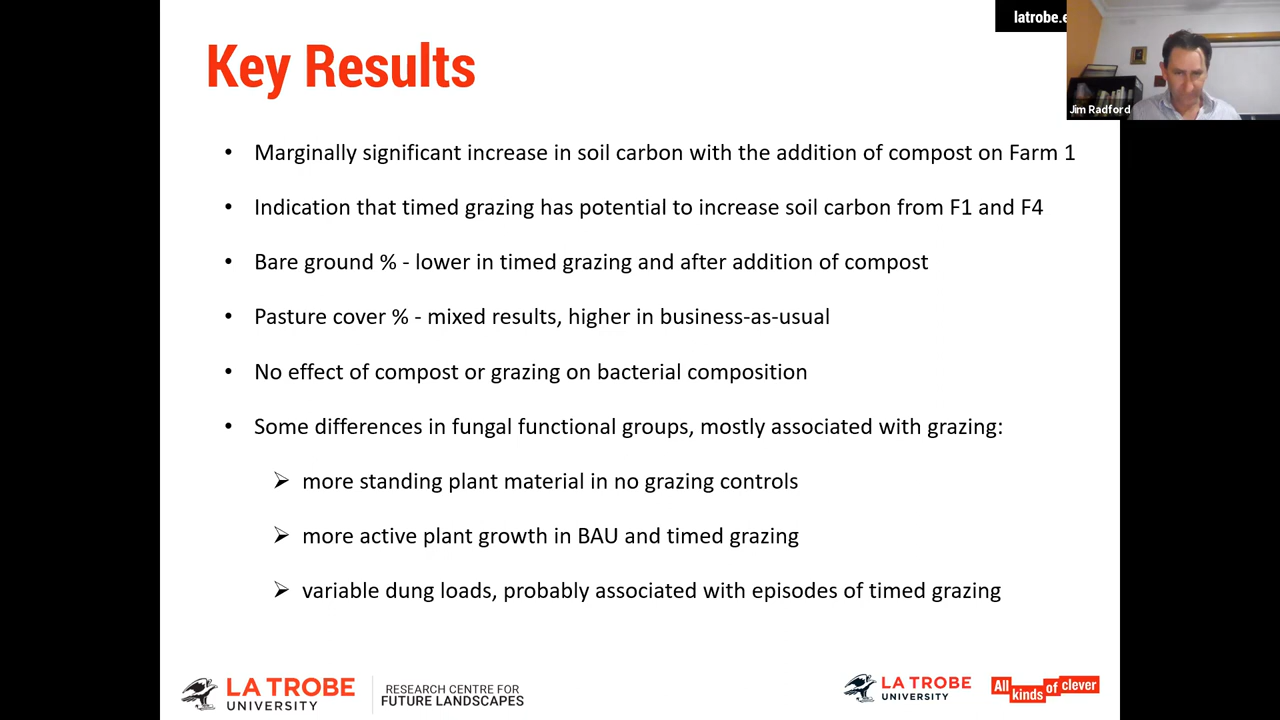 latrobe.e
Key Results
Jim Radford
• Marginally significant increase in soil carbon with the addition of compost on Farm 1
• Indication that timed grazing has potential to increase soil carbon from F1 and F4
• Bare ground % - lower in timed grazing and after addition of compost
• Pasture cover % - mixed results, higher in business-as-usual
• No effect of compost or grazing on bacterial composition
• Some differences in fungal functional groups, mostly associated with grazing:
➢ more standing plant material in no grazing controls
➢ more active plant growth in BAU and timed grazing
➢ variable dung loads, probably associated with episodes of timed grazing
LA TROBE
UNIVERSITY
RESEARCH CENTRE FOR
FUTURE LANDSCAPES
LA TROBE
UNIVERSITY
All kinds of clever